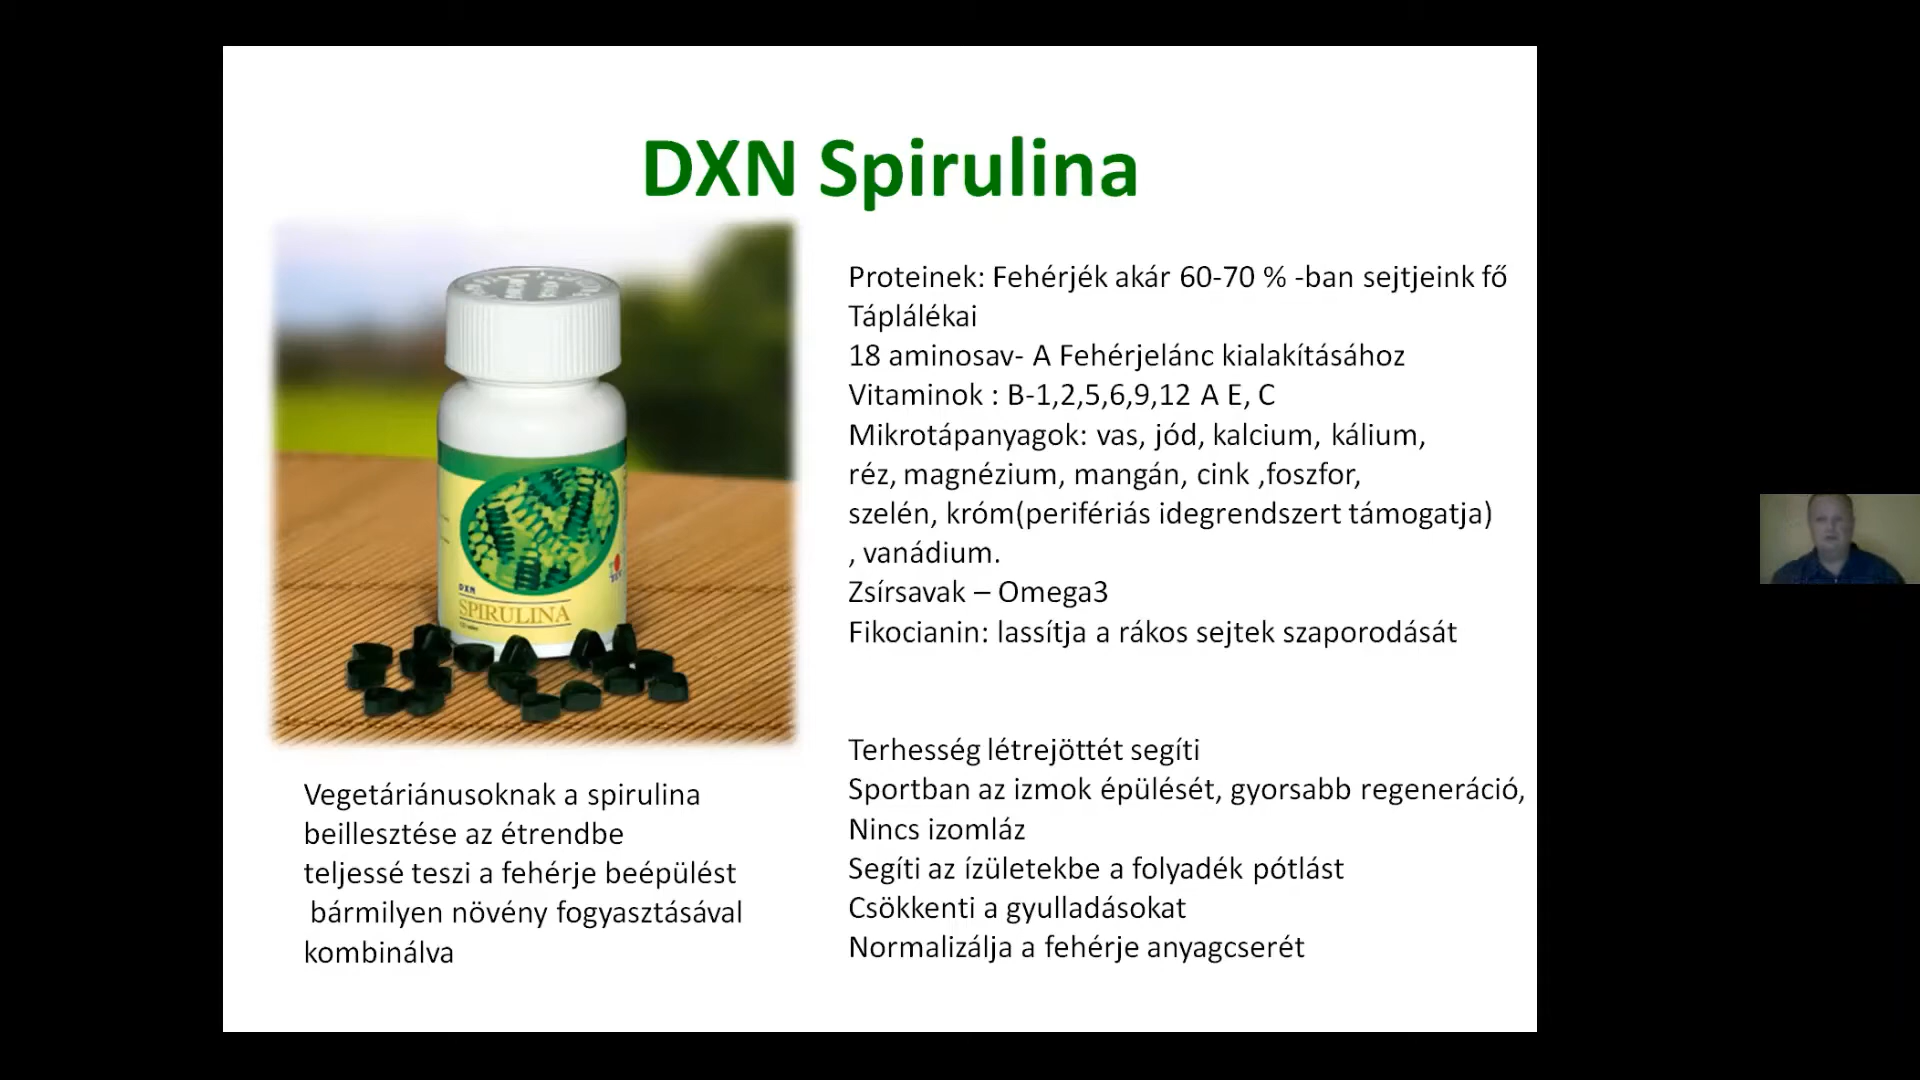 DXN Spirulina
Proteinek: Fehérjék akár 60-70 % -ban sejtjeink fő
Táplálékai
18 aminosav- A Fehérjelánc kialakításához
Vitaminok : B-1,2,5,6,9,12 A E, C
Mikrotápanyagok: vas, jód, kalcium, kálium,
réz, magnézium, mangán, cink ,foszfor,
szelén, króm(perifériás idegrendszert támogatja)
, vanádium.
Zsírsavak – Omega3
Fikocianin: lassítja a rákos sejtek szaporodását
Terhesség létrejöttét segíti
Sportban az izmok épülését, gyorsabb regeneráció,
Nincs izomláz
Segíti az ízületekbe a folyadék pótlást
Csökkenti a gyulladásokat
Normalizálja a fehérje anyagcserét
DXN
SPIRULINA
Vegetáriánusoknak a spirulina
beillesztése az étrendbe
teljessé teszi a fehérje beépülést
bármilyen növény fogyasztásával
kombinálva